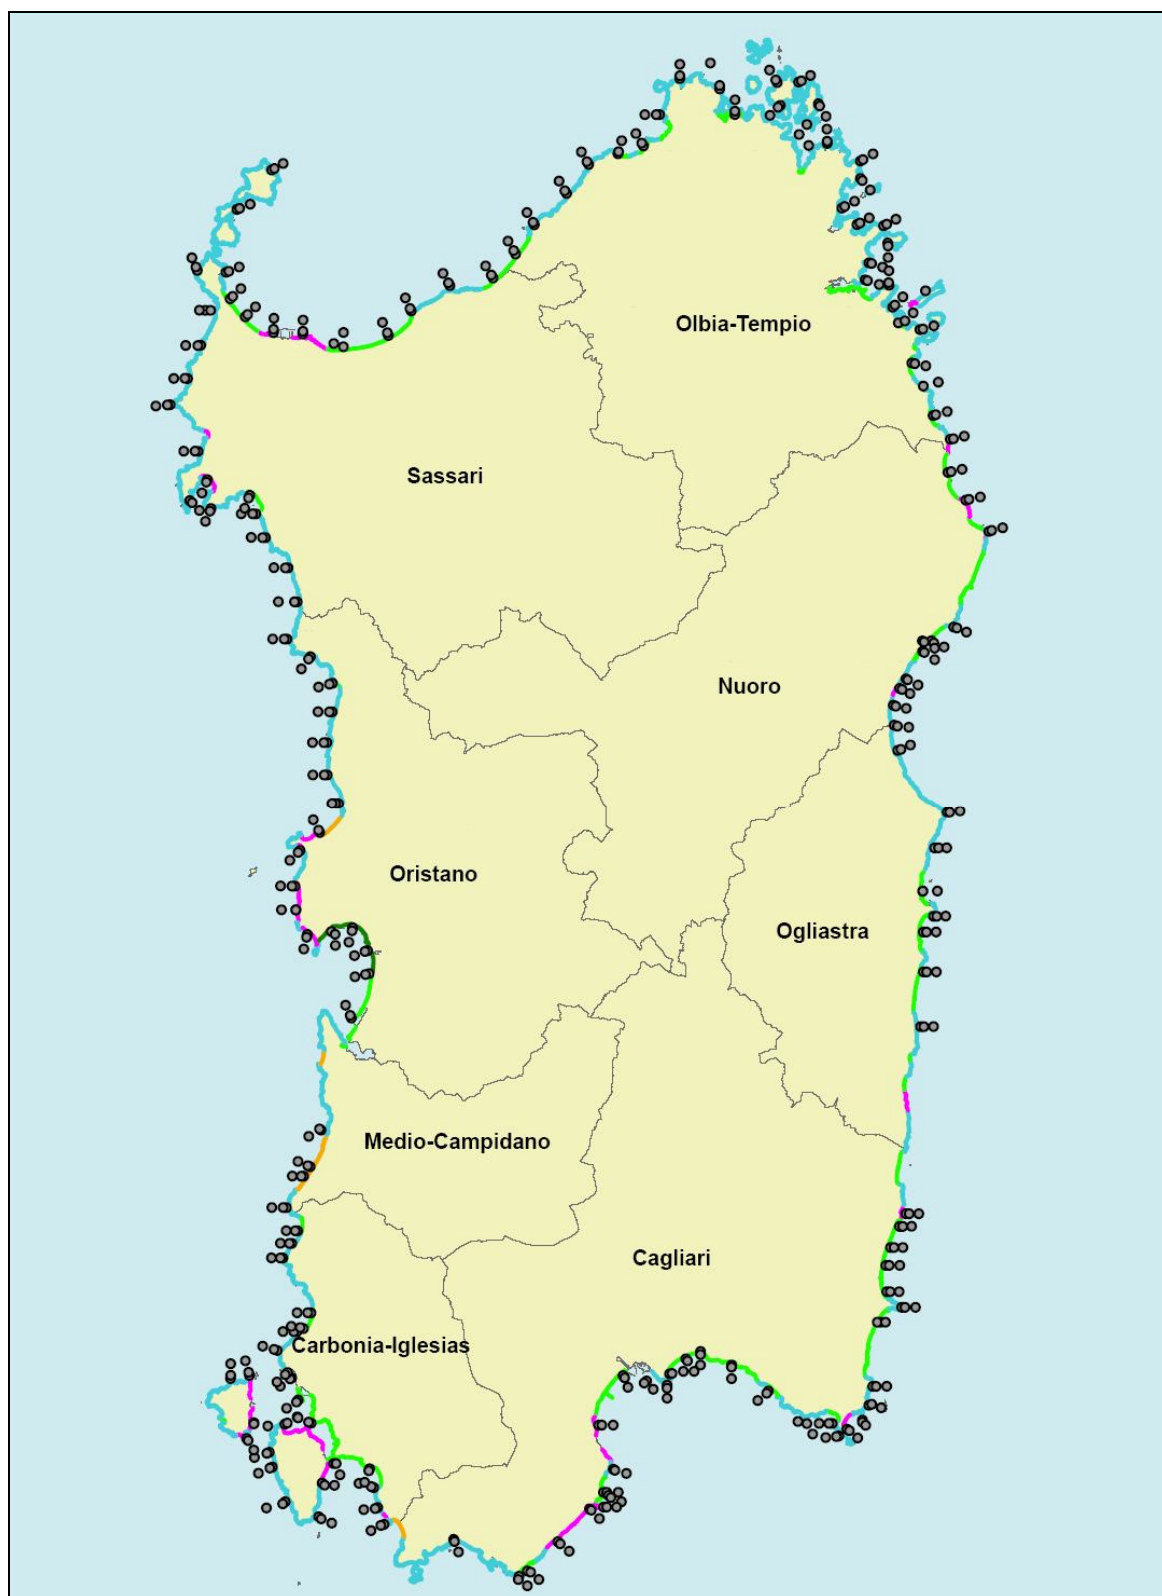 Olbia-Tempio
Sassari
Nuoro
Oristano
Ogliastra
Medio-Campidano
Cagliari
Carbonia-Iglesias